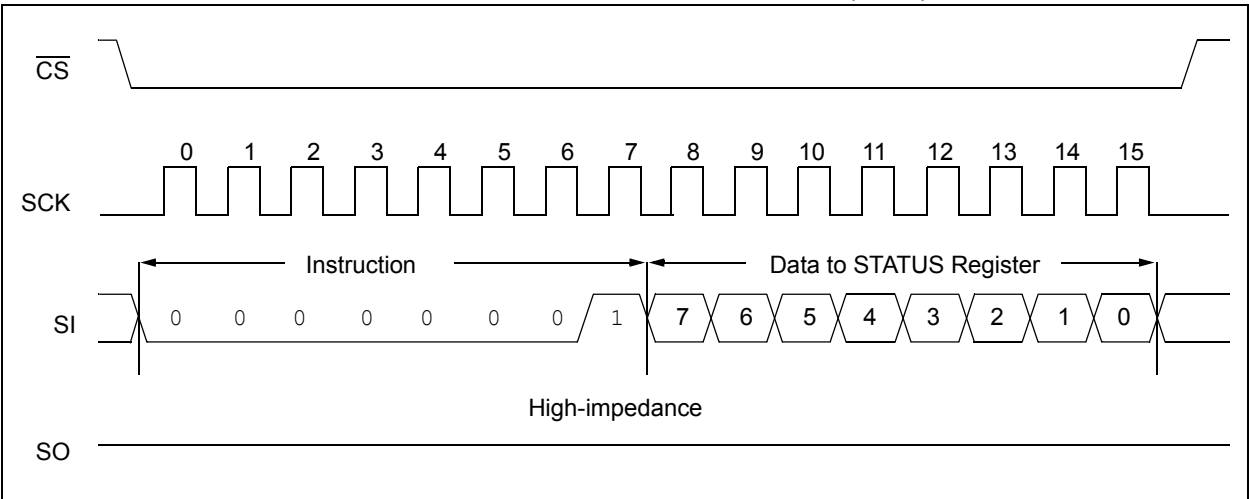 CS
0 1 2 3 4 5 6 7 8 9 10 11 12 13 14 15
SCK
Instruction Data to STATUS Register
SI 0 0 0 0 0 0 0 1 7 6 5 4 3 2 1 0
High-impedance
SO